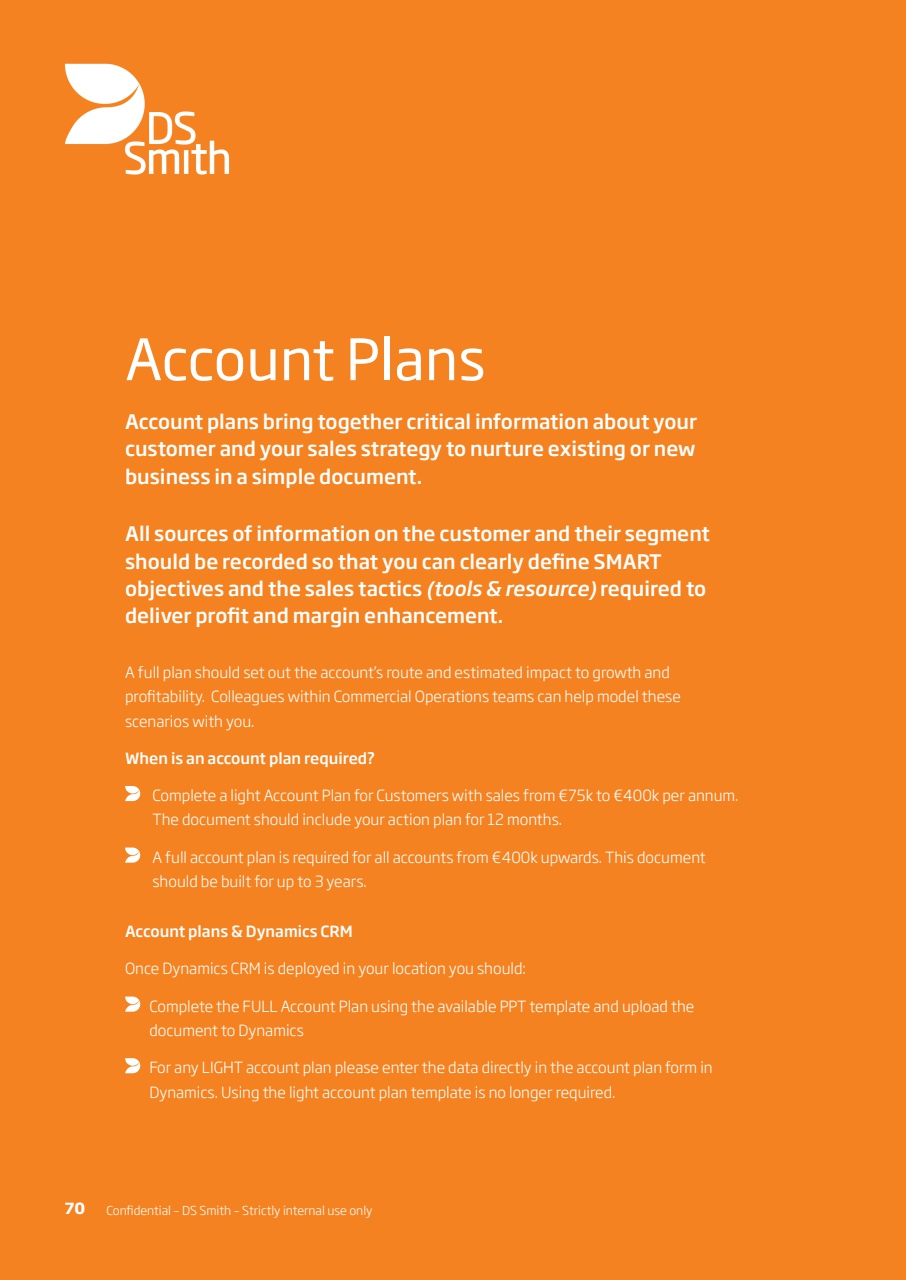 DS
Smith
Account Plans
Account plans bring together critical information about your
customer and your sales strategy to nurture existing or new
business in a simple document.
All sources of information on the customer and their segment
should be recorded so that you can clearly define SMART
objectives and the sales tactics (tools & resource) required to
deliver profit and margin enhancement.
A full plan should set out the account's route and estimated impact to growth and
profitability.  Colleagues within Commercial Operations teams can help model these
scenarios with you.
When is an account plan required?
Complete a light Account Plan for Customers with sales from €75k to €400k per annum.
The document should include your action plan for 12 months.
A full account plan is required for all accounts from €400k upwards. This document
should be built for up to 3 years.
Account plans & Dynamics CRM
Once Dynamics CRM is deployed in your location you should:
Complete the FULL Account Plan using the available PPT template and upload the
document to Dynamics
For any LIGHT account plan please enter the data directly in the account plan form in
Dynamics. Using the light account plan template is no longer required.
70 Confidential – DS Smith – Strictly internal use only